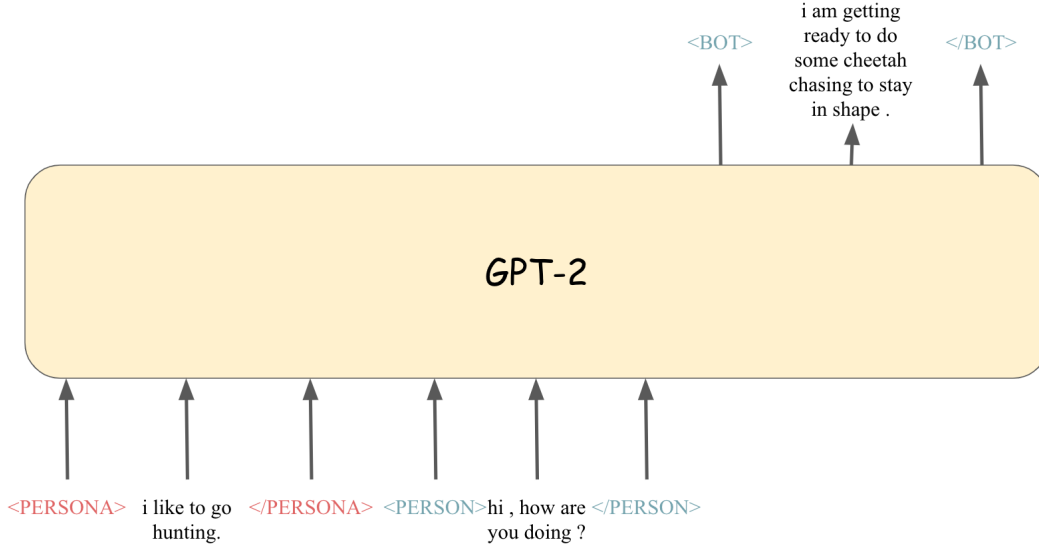 <BOT>
i am getting
ready to do
some cheetah
chasing to stay
in shape .
</BOT>
GPT-2
<PERSONA>
i like to go
hunting.
</PERSONA>
<PERSON>
hi , how are
you doing ?
</PERSON>